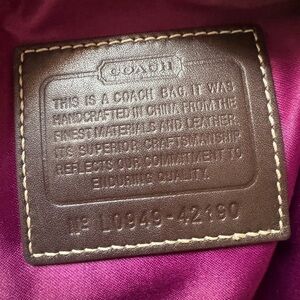 COACH
THIS IS A COACH BAG. IT WAS
HANDCRAFTED IN CHINA FROM THE
FINEST MATERIALS AND LEATHER.
ITS SUPERIOR CRAFTSMANSHIP
REFLECTS OUR COMMITMENT TO
ENDURING QUALITY.
Nº L0949-42190